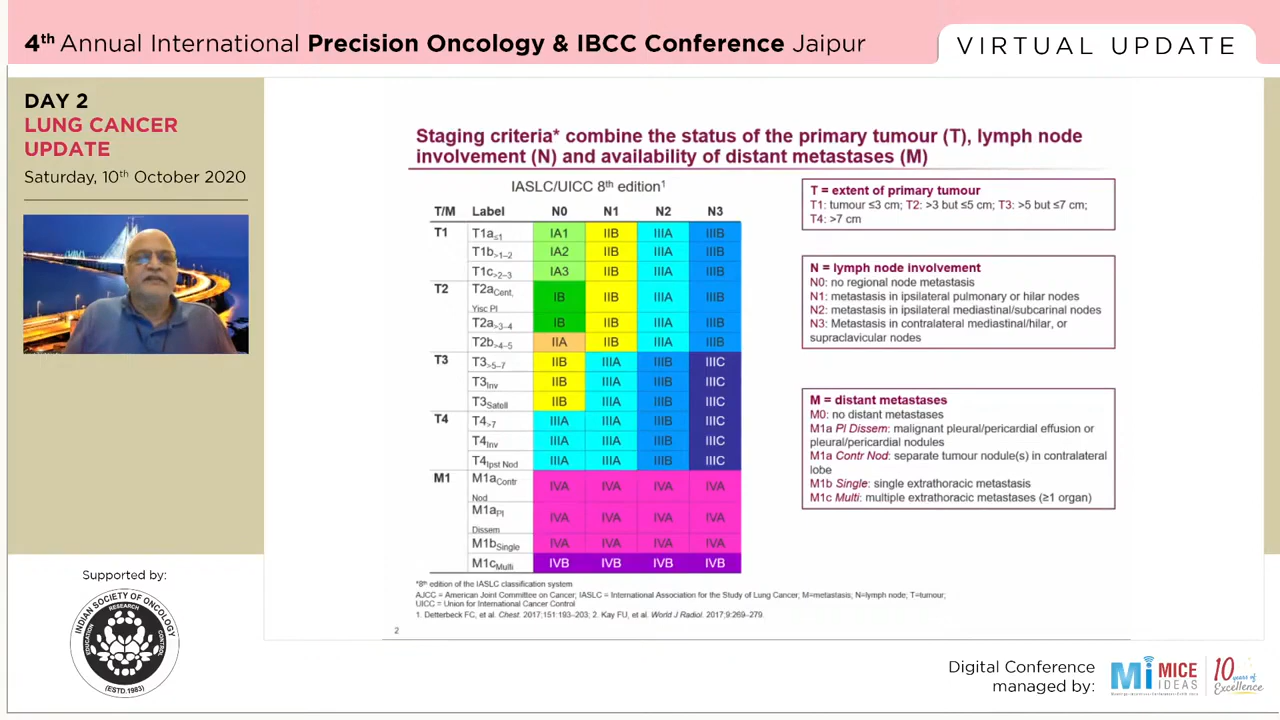 4th Annual International Precision Oncology & IBCC Conference Jaipur
VIRTUAL UPDATE
DAY 2
LUNG CANCER
UPDATE
Saturday, 10th October 2020
Staging criteria* combine the status of the primary tumour (T), lymph node
involvement (N) and availability of distant metastases (M)
IASLC/UICC 8th edition1
T/M Label N0 N1 N2 N3
T1 T1a≤1 IA1 IIB IIIA IIIB
T1b>1–2 IA2 IIB IIIA IIIB
T1c>2–3 IA3 IIB IIIA IIIB
T2 T2aCent, Yisc Pl IB IIB IIIA IIIB
T2a>3–4 IB IIB IIIA IIIB
T2b>4–5 IIA IIB IIIA IIIB
T3 T3>5–7 IIB IIIA IIIB IIIC
T3Inv IIB IIIA IIIB IIIC
T3Satell IIB IIIA IIIB IIIC
T4 T4>7 IIIA IIIA IIIB IIIC
T4Inv IIIA IIIA IIIB IIIC
T4Ipst Nod IIIA IIIA IIIB IIIC
M1 M1aContr Nod IVA IVA IVA IVA
M1aPl Dissem IVA IVA IVA IVA
M1bSingle IVA IVA IVA IVA
M1cMulti IVB IVB IVB IVB
T = extent of primary tumour
T1: tumour ≤3 cm; T2: >3 but ≤5 cm; T3: >5 but ≤7 cm;
T4: >7 cm
N = lymph node involvement
N0: no regional node metastasis
N1: metastasis in ipsilateral pulmonary or hilar nodes
N2: metastasis in ipsilateral mediastinal/subcarinal nodes
N3: Metastasis in contralateral mediastinal/hilar, or
supraclavicular nodes
M = distant metastases
M0: no distant metastases
M1a Pl Dissem: malignant pleural/pericardial effusion or
pleural/pericardial nodules
M1a Contr Nod: separate tumour nodule(s) in contralateral
lobe
M1b Single: single extrathoracic metastasis
M1c Multi: multiple extrathoracic metastases (≥1 organ)
*8th edition of the IASLC classification system
AJCC = American Joint Committee on Cancer; IASLC = International Association for the Study of Lung Cancer; M=metastasis; N=lymph node; T=tumour;
UICC = Union for International Cancer Control
1. Detterbeck FC, et al. Chest. 2017;151:193–203; 2. Kay FU, et al. World J Radiol. 2017;9:269–279.
2
Supported by:
INDIAN SOCIETY OF ONCOLOGY
RESEARCH
EDUCATION
CONTROL
(ESTD.1983)
Digital Conference
managed by:
Mi MICE
IDEAS
10 years of
Excellence